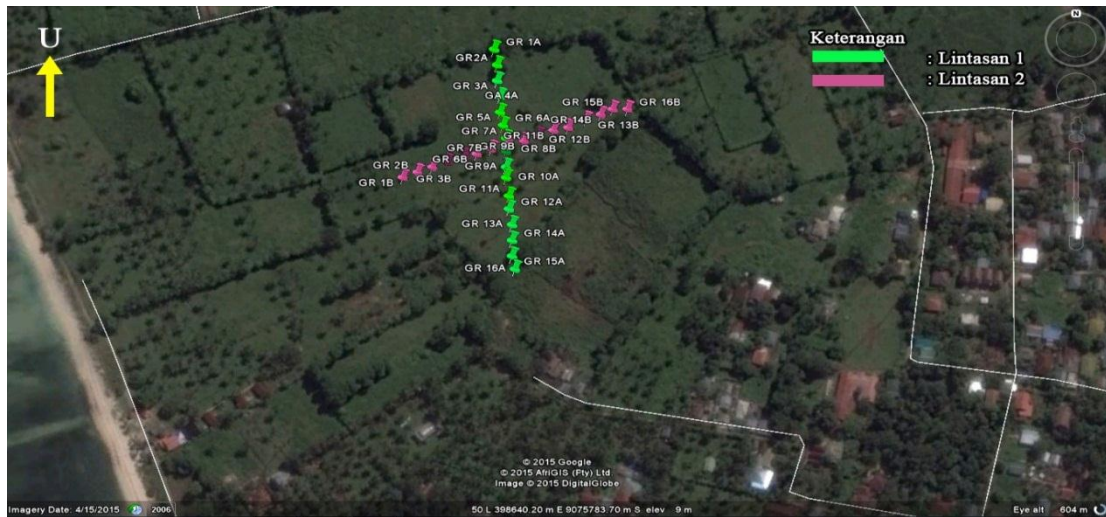 N
U
Keterangan
: Lintasan 1
: Lintasan 2
GR 1A
GR2A
GR 3A
GA 4A
GR 5A
GR 6A
GR 7A
GR 15B
GR 16B
GR 14B
GR 13B
GR 11B
GR 12B
GR 7B
GR 9B
GR 8B
GR 2B
GR 6B
GR9A
GR 1B
GR 3B
GR 10A
GR 11A
GR 12A
GR 13A
GR 14A
GR 16A
GR 15A
© 2015 Google
© 2015 AfriGIS (Pty) Ltd.
Image © 2015 DigitalGlobe
Imagery Date: 4/15/2015
2006
50 L 398640.20 m E 9075783.70 m S elev 9 m
Eye alt 604 m